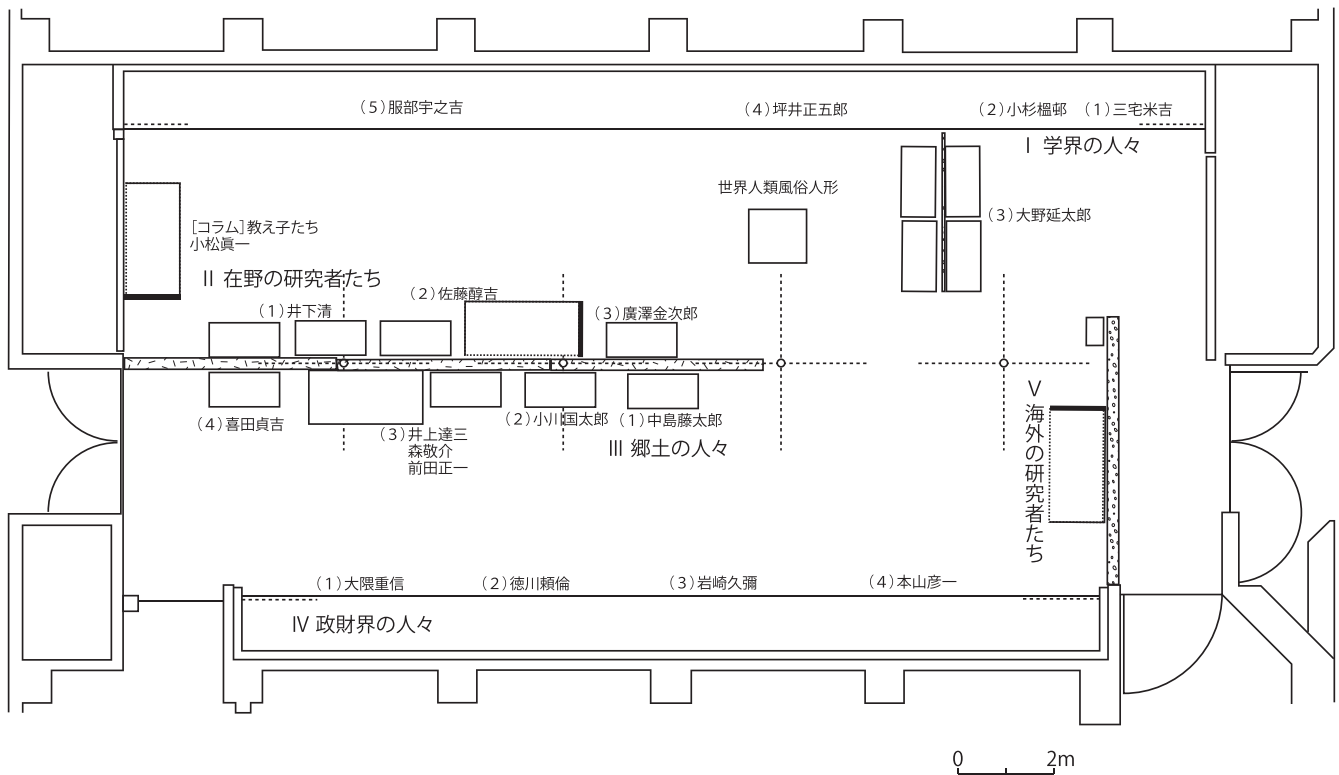 （5）服部宇之吉
（4）坪井正五郎
（2）小杉榲邨
（1）三宅米吉
Ⅰ 学界の人々
世界人類風俗人形
（3）大野延太郎
［コラム］教え子たち
小松眞一
Ⅱ 在野の研究者たち
（1）井下清
（2）佐藤醇吉
（3）廣澤金次郎
（4）喜田貞吉
（3）井上達三
森敬介
前田正一
（2）小川国太郎
（1）中島藤太郎
Ⅲ 郷土の人々
Ⅴ 海外の研究者たち
（1）大隈重信
（2）徳川頼倫
（3）岩崎久彌
（4）本山彦一
Ⅳ 政財界の人々
0 2m